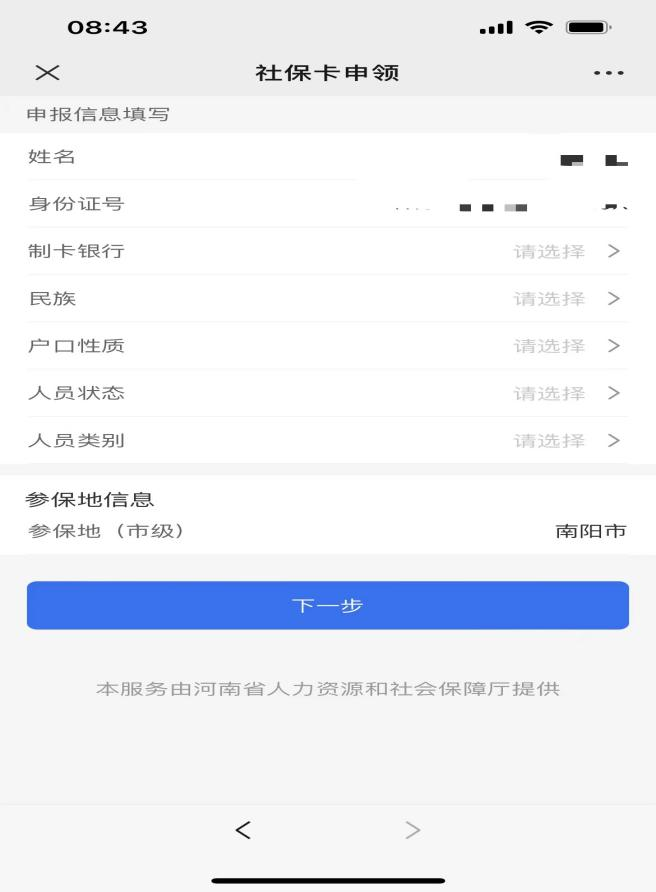 08:43
社保卡申领
申报信息填写
姓名
身份证号
制卡银行 请选择
民族 请选择
户口性质 请选择
人员状态 请选择
人员类别 请选择
参保地信息
参保地（市级） 南阳市
下一步
本服务由河南省人力资源和社会保障厅提供